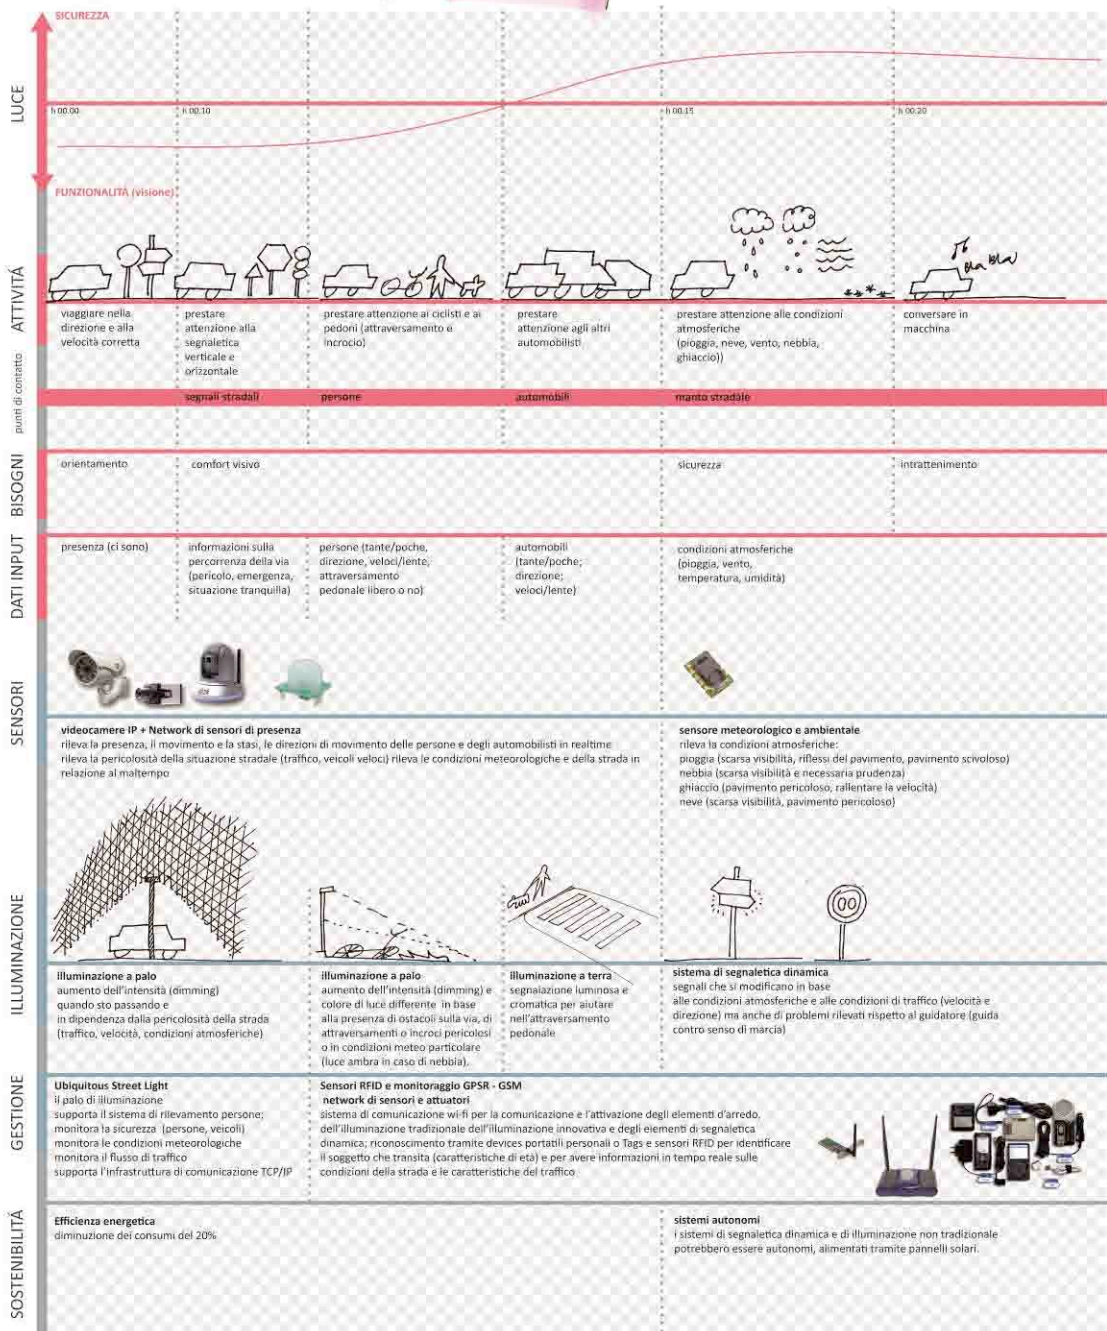 SICUREZZA
LUCE
h 00.00
h 00.10
h 00.15
h 00.20
FUNZIONALITÀ (visione)
ATTIVITÁ
bla bla
viaggiare nella
direzione e alla
velocità corretta
prestare
attenzione alla
segnaletica
verticale e
orizzontale
prestare attenzione ai ciclisti e ai
pedoni (attraversamento e
incrocio)
prestare
attenzione agli altri
automobilisti
prestare attenzione alle condizioni
atmosferiche
(pioggia, neve, vento, nebbia,
ghiaccio))
conversare in
macchina
punti di contatto
segnali stradali
persone
automobili
manto stradale
BISOGNI
orientamento
comfort visivo
sicurezza
intrattenimento
DATI INPUT
presenza (ci sono)
informazioni sulla
percorrenza della via
(pericolo, emergenza,
situazione tranquilla)
persone (tante/poche,
direzione, veloci/lente,
attraversamento
pedonale libero o no)
automobili
(tante/poche;
direzione;
veloci/lente)
condizioni atmosferiche
(pioggia, vento,
temperatura, umidità)
SENSORI
videocamere IP + Network di sensori di presenza
rileva la presenza, il movimento e la stasi, le direzioni di movimento delle persone e degli automobilisti in realtime
rileva la pericolosità della situazione stradale (traffico, veicoli veloci) rileva le condizioni meteorologiche e della strada in
relazione al maltempo
sensore meteorologico e ambientale
rileva la condizioni atmosferiche:
pioggia (scarsa visibilità, riflessi del pavimento, pavimento scivoloso)
nebbia (scarsa visibilità e necessaria prudenza)
ghiaccio (pavimento pericoloso, rallentare la velocità)
neve (scarsa visibilità, pavimento pericoloso)
ILLUMINAZIONE
illuminazione a palo
aumento dell'intensità (dimming)
quando sto passando e
in dipendenza dalla pericolosità della strada
(traffico, velocità, condizioni atmosferiche)
illuminazione a palo
aumento dell'intensità (dimming) e
colore di luce differente in base
alla presenza di ostacoli sulla via, di
attraversamenti o incroci pericolosi
o in condizioni meteo particolare
(luce ambra in caso di nebbia).
illuminazione a terra
segnalazione luminosa e
cromatica per aiutare
nell'attraversamento
pedonale
sistema di segnaletica dinamica
segnali che si modificano in base
alle condizioni atmosferiche e alle condizioni di traffico (velocità e
direzione) ma anche di problemi rilevati rispetto al guidatore (guida
contro senso di marcia)
GESTIONE
Ubiquitous Street Light
il palo di illuminazione
supporta il sistema di rilevamento persone;
monitora la sicurezza (persone, veicoli)
monitora le condizioni meteorologiche
monitora il flusso di traffico
supporta l'infrastruttura di comunicazione TCP/IP
Sensori RFID e monitoraggio GPSR - GSM
network di sensori e attuatori
sistema di comunicazione wi-fi per la comunicazione e l'attivazione degli elementi d'arredo,
dell'illuminazione tradizionale dell'illuminazione innovativa e degli elementi di segnaletica
dinamica; riconoscimento tramite devices portatili personali o Tags e sensori RFID per identificare
il soggetto che transita (caratteristiche di età) e per avere informazioni in tempo reale sulle
condizioni della strada e le caratteristiche del traffico
SOSTENIBILITÁ
Efficienza energetica
diminuzione dei consumi del 20%
sistemi autonomi
i sistemi di segnaletica dinamica e di illuminazione non tradizionale
potrebbero essere autonomi, alimentati tramite pannelli solari.